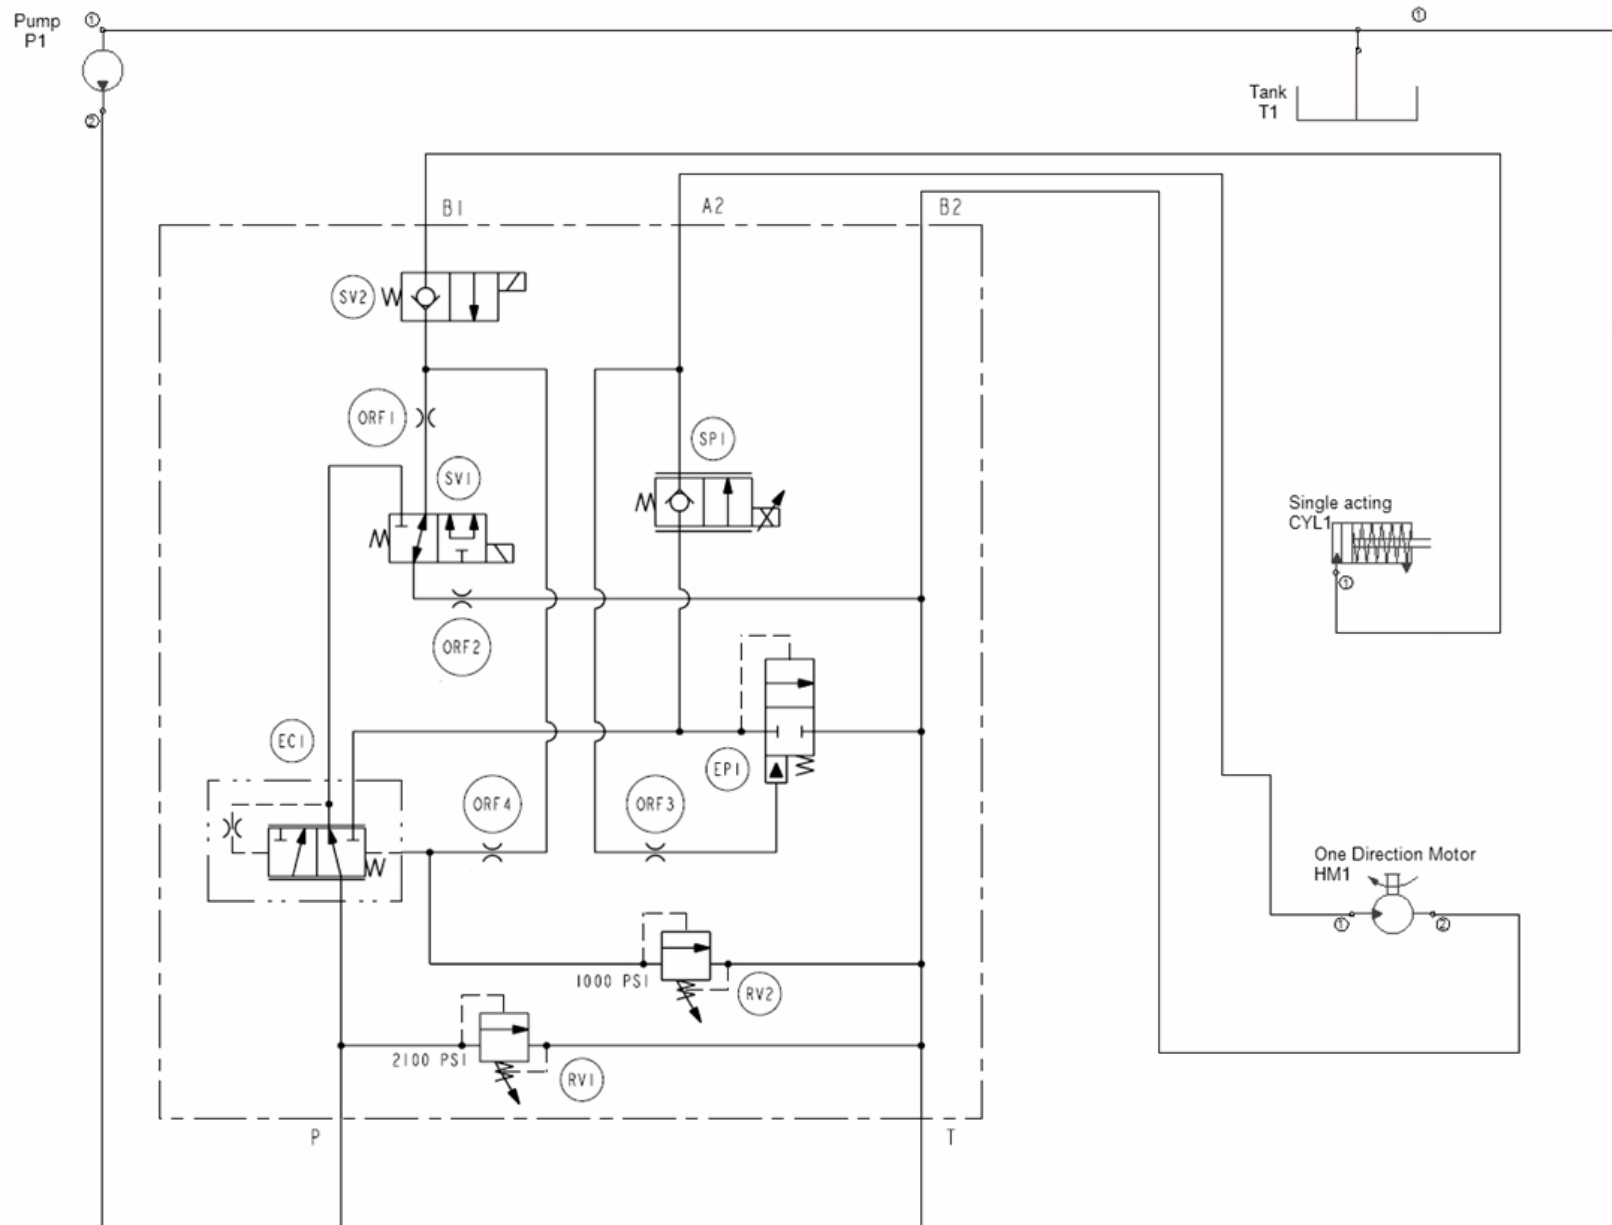 Pump
P1
①
①
②
Tank
T1
B1
A2
B2
SV2
ORF1
SP1
SV1
Single acting
CYL1
①
ORF2
EC1
EP1
ORF4
ORF3
One Direction Motor
HM1
①
②
1000 PSI
RV2
2100 PSI
RV1
P
T